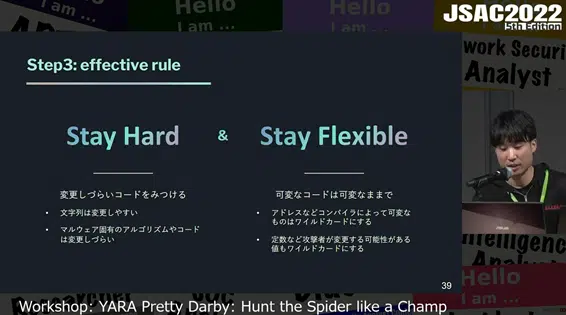 JSAC2022
5th Edition
Hello
I am ...
Hello
I am ...
work Securi
Analyst
Step3: effective rule
Stay Hard & Stay Flexible
変更しづらいコードをみつける
• 文字列は変更しやすい
• マルウェア固有のアルゴリズムやコード
は変更しづらい
可変なコードは可変なままで
• アドレスなどコンパイラによって可変な
ものはワイルドカードにする
• 定数など攻撃者が変更する可能性がある
値もワイルドカードにする
39
ASUS
Analys
Hello
I am ...
Workshop: YARA Pretty Darby: Hunt the Spider like a Champ